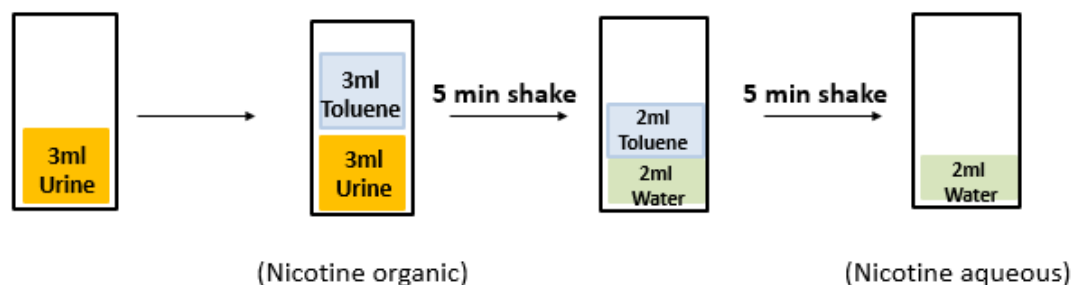 3ml
Urine
3ml
Toluene
3ml
Urine
5 min shake
2ml
Toluene
2ml
Water
5 min shake
2ml
Water
(Nicotine organic)
(Nicotine aqueous)